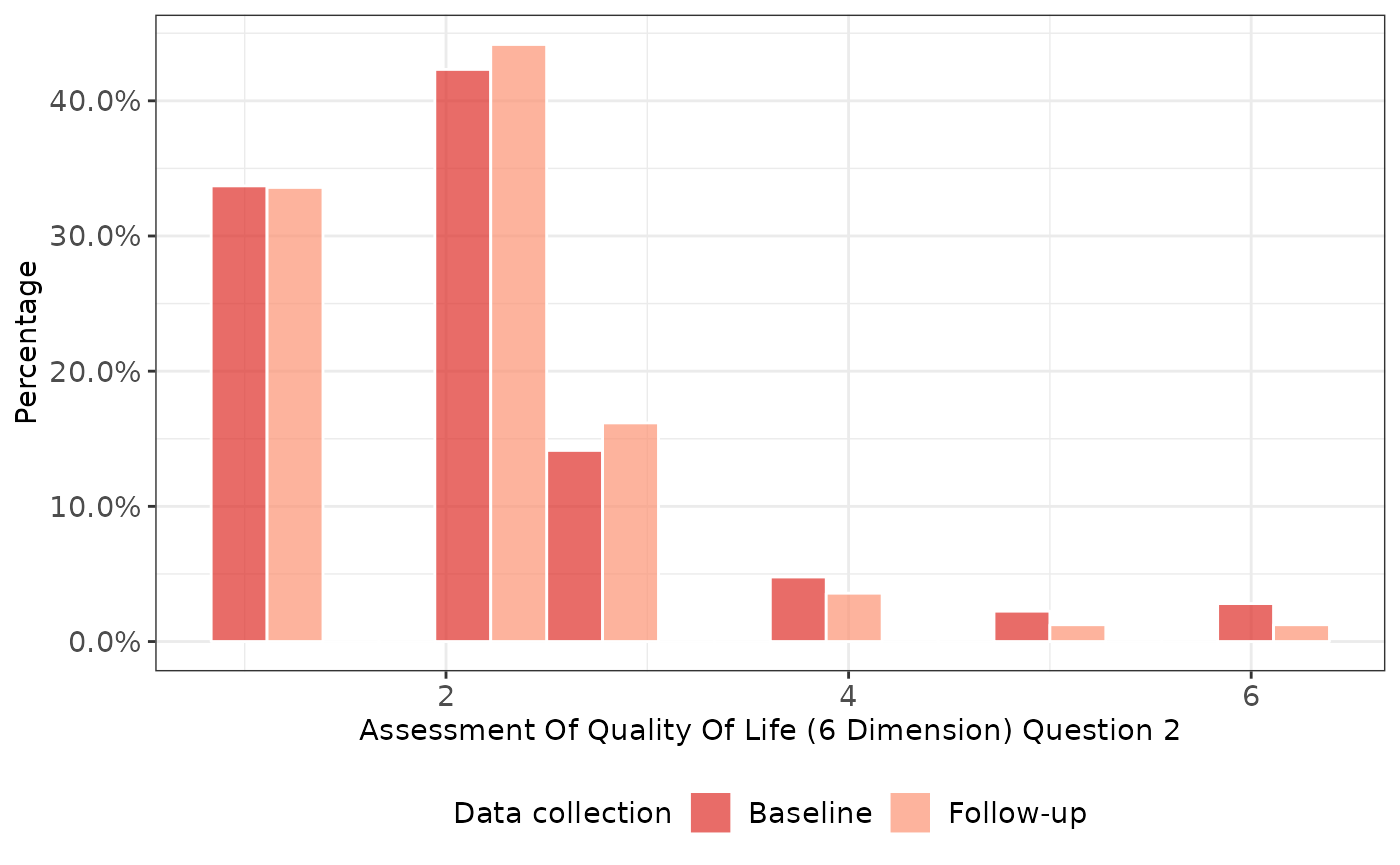 Percentage
40.0%
30.0%
20.0%
10.0%
0.0%
2 4 6
Assessment Of Quality Of Life (6 Dimension) Question 2
Data collection Baseline Follow-up